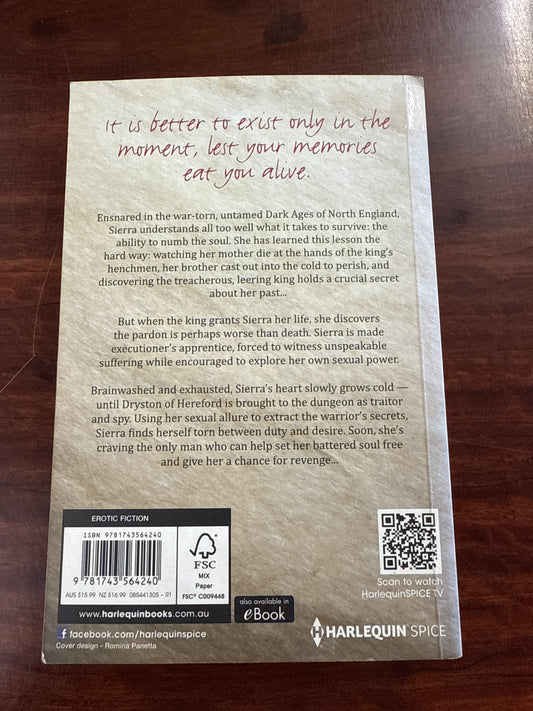 It is better to exist only in the
moment, lest your memories
eat you alive.
Ensnared in the war-torn, untamed Dark Ages of North England,
Sierra understands all too well what it takes to survive: the
ability to numb the soul. She has learned this lesson the
hard way: watching her mother die at the hands of the king's
henchmen, her brother cast out into the cold to perish, and
discovering the treacherous, leering king holds a crucial secret
about her past...
But when the king grants Sierra her life, she discovers
the pardon is perhaps worse than death. Sierra is made
executioner's apprentice, forced to witness unspeakable
suffering while encouraged to explore her own sexual power.
Brainwashed and exhausted, Sierra's heart slowly grows cold —
until Dryston of Hereford is brought to the dungeon as traitor
and spy. Using her sexual allure to extract the warrior's secrets,
Sierra finds herself torn between duty and desire. Soon, she's
craving the only man who can help set her battered soul free
and give her a chance for revenge...
EROTIC FICTION
ISBN 9781743564240
9 781743 564240
AU $15.99 NZ $16.99 085441305 - R1
FSC
MIX
Paper
FSC® C009448
www.harlequinbooks.com.au
also available in
eBook
Scan to watch
HarlequinSPICE TV
f facebook.com/harlequinspice
Cover design - Romina Panetta
HARLEQUIN SPICE